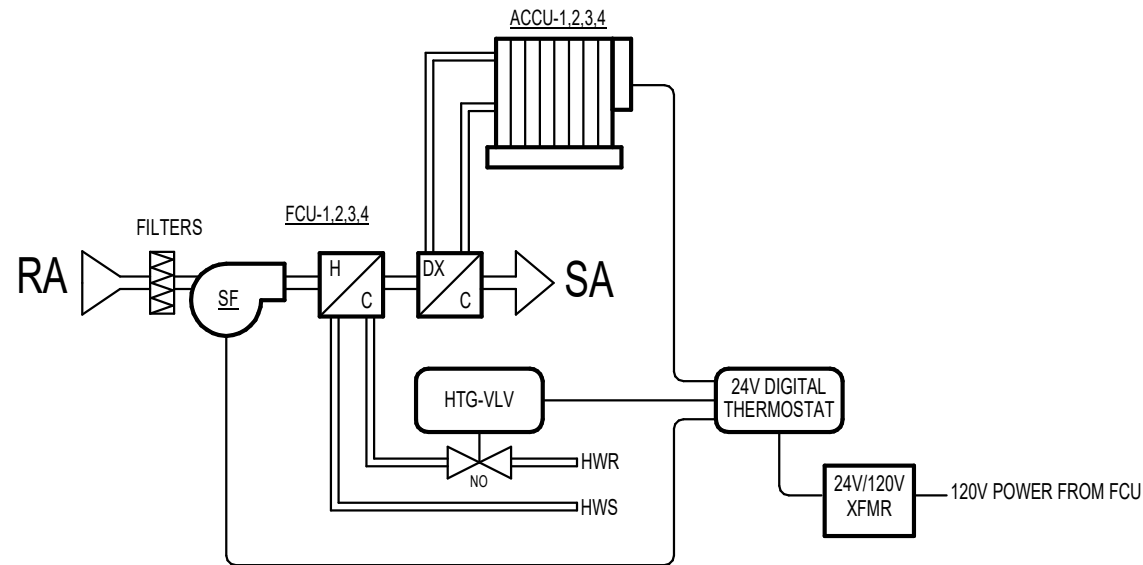 ACCU-1,2,3,4
FCU-1,2,3,4
FILTERS
RA
SF
H
C
DX
C
SA
HTG-VLV
24V DIGITAL
THERMOSTAT
NO
HWR
HWS
24V/120V
XFMR
120V POWER FROM FCU